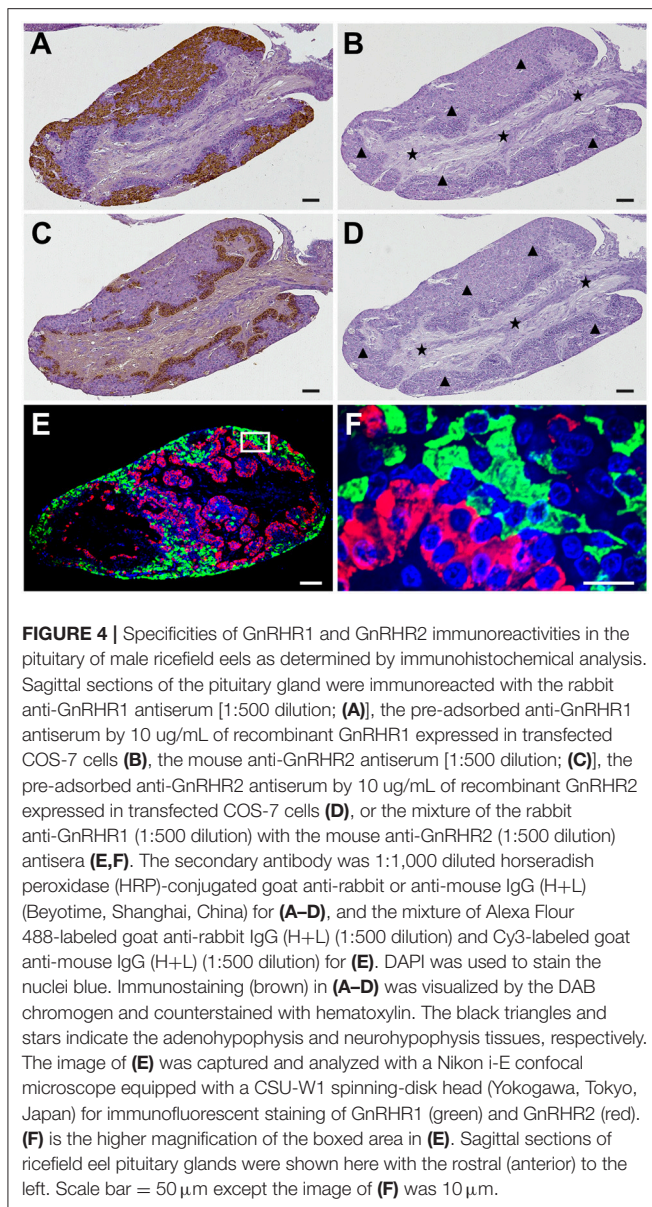 A
B
C
D
E
F
FIGURE 4 | Specificities of GnRHR1 and GnRHR2 immunoreactivities in the
pituitary of male ricefield eels as determined by immunohistochemical analysis.
Sagittal sections of the pituitary gland were immunoreacted with the rabbit
anti-GnRHR1 antiserum [1:500 dilution; (A)], the pre-adsorbed anti-GnRHR1
antiserum by 10 ug/mL of recombinant GnRHR1 expressed in transfected
COS-7 cells (B), the mouse anti-GnRHR2 antiserum [1:500 dilution; (C)], the
pre-adsorbed anti-GnRHR2 antiserum by 10 ug/mL of recombinant GnRHR2
expressed in transfected COS-7 cells (D), or the mixture of the rabbit
anti-GnRHR1 (1:500 dilution) with the mouse anti-GnRHR2 (1:500 dilution)
antisera (E,F). The secondary antibody was 1:1,000 diluted horseradish
peroxidase (HRP)-conjugated goat anti-rabbit or anti-mouse IgG (H+L)
(Beyotime, Shanghai, China) for (A–D), and the mixture of Alexa Flour
488-labeled goat anti-rabbit IgG (H+L) (1:500 dilution) and Cy3-labeled goat
anti-mouse IgG (H+L) (1:500 dilution) for (E). DAPI was used to stain the
nuclei blue. Immunostaining (brown) in (A–D) was visualized by the DAB
chromogen and counterstained with hematoxylin. The black triangles and
stars indicate the adenohypophysis and neurohypophysis tissues, respectively.
The image of (E) was captured and analyzed with a Nikon i-E confocal
microscope equipped with a CSU-W1 spinning-disk head (Yokogawa, Tokyo,
Japan) for immunofluorescent staining of GnRHR1 (green) and GnRHR2 (red).
(F) is the higher magnification of the boxed area in (E). Sagittal sections of
ricefield eel pituitary glands were shown here with the rostral (anterior) to the
left. Scale bar = 50 μm except the image of (F) was 10 μm.